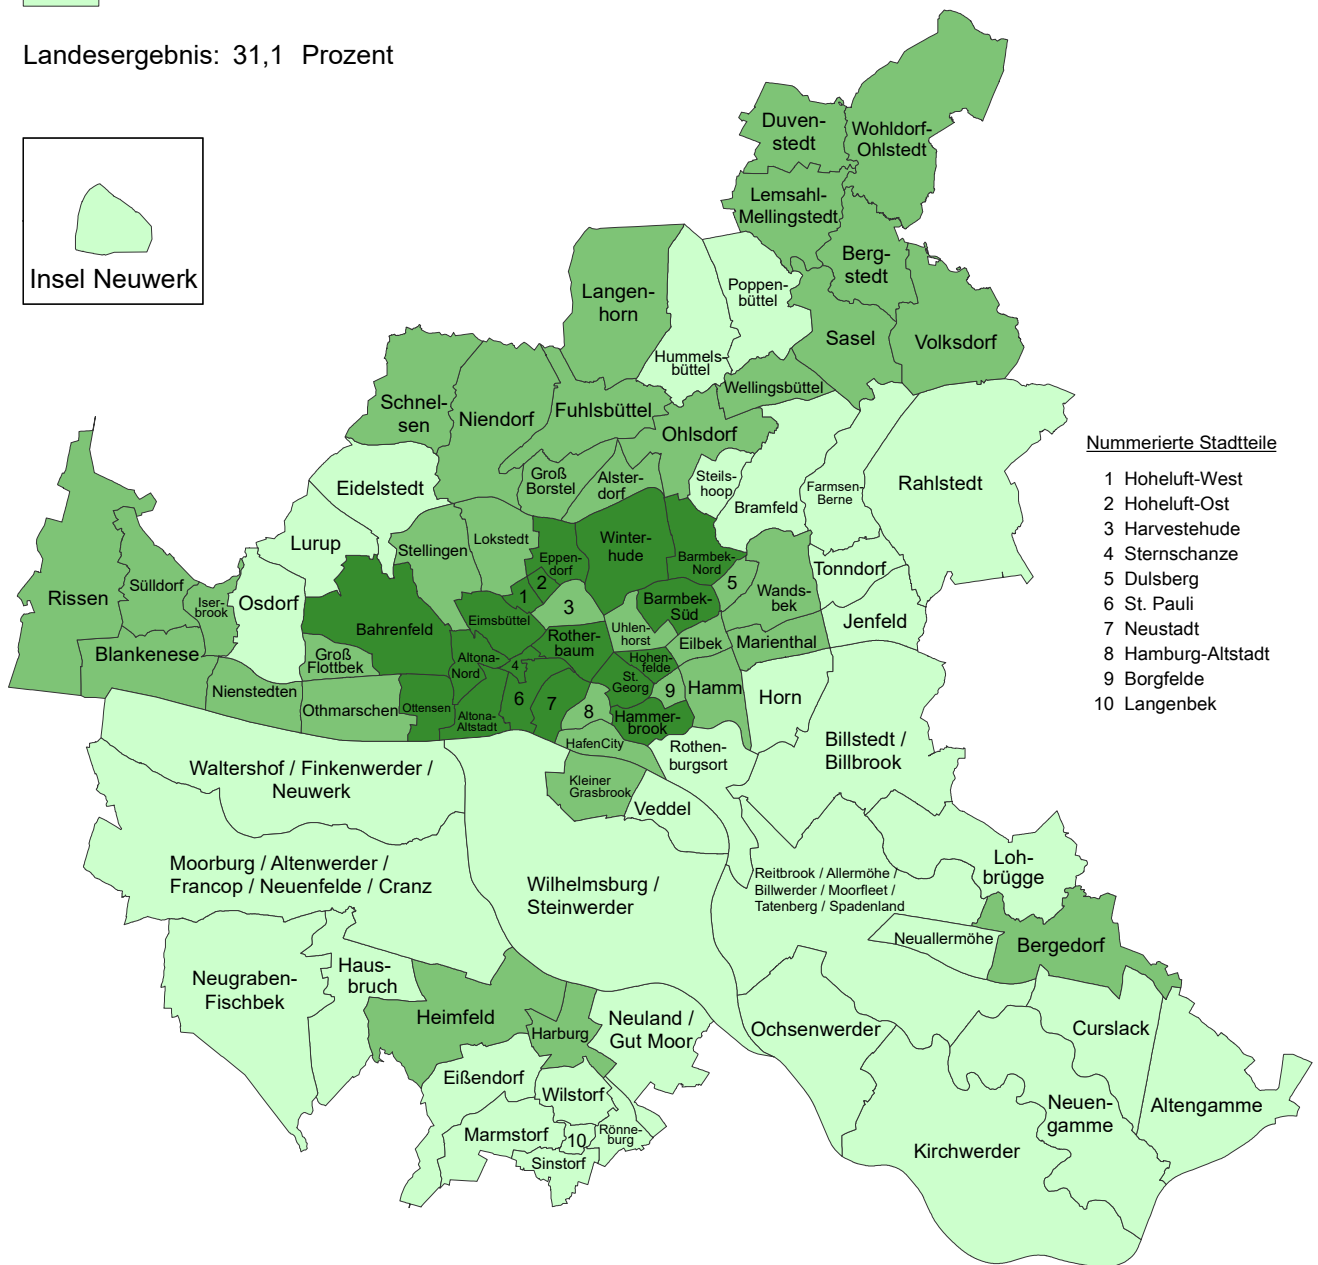 Landesergebnis: 31,1 Prozent
Insel Neuwerk
Duven-
stedt
Wohldorf-
Ohlstedt
Lemsahl-
Mellingstedt
Berg-
stedt
Langen-
horn
Poppen-
büttel
Hummels-
büttel
Sasel
Volksdorf
Wellingsbüttel
Schnel-
sen
Niendorf
Fuhlsbüttel
Ohlsdorf
Groß
Borstel
Alster-
dorf
Steils-
hoop
Bramfeld
Farmsen-
Berne
Rahlstedt
Eidelstedt
Lurup
Stellingen
Lokstedt
Eppen-
dorf
Winter-
hude
Barmbek-
Nord
5
Wands-
bek
Tonndorf
Jenfeld
Rissen
Sülldorf
Iser-
brook
Osdorf
Blankenese
Bahrenfeld
Groß
Flottbek
Nienstedten
Othmarschen
Ottensen
Altona-
Nord
Altona-
Altstadt
Eimsbüttel
1
2
3
4
6
7
8
9
Rother-
baum
Uhlen-
horst
Barmbek-
Süd
Eilbek
Marienthal
Hohen-
felde
St.
Georg
Hamm
Horn
Hammer-
brook
HafenCity
Rothen-
burgsort
Billstedt /
Billbrook
Kleiner
Grasbrook
Veddel
Waltershof / Finkenwerder /
Neuwerk
Moorburg / Altenwerder /
Francop / Neuenfelde / Cranz
Wilhelmsburg /
Steinwerder
Reitbrook / Allermöhe /
Billwerder / Moorfleet /
Tatenberg / Spadenland
Loh-
brügge
Neuallermöhe
Bergedorf
Neugraben-
Fischbek
Haus-
bruch
Heimfeld
Harburg
Neuland /
Gut Moor
Eißendorf
Wilstorf
Marmstorf
10
Rönne-
burg
Sinstorf
Ochsenwerder
Curslack
Neuen-
gamme
Altengamme
Kirchwerder
Nummerierte Stadtteile
1 Hoheluft-West
2 Hoheluft-Ost
3 Harvestehude
4 Sternschanze
5 Dulsberg
6 St. Pauli
7 Neustadt
8 Hamburg-Altstadt
9 Borgfelde
10 Langenbek